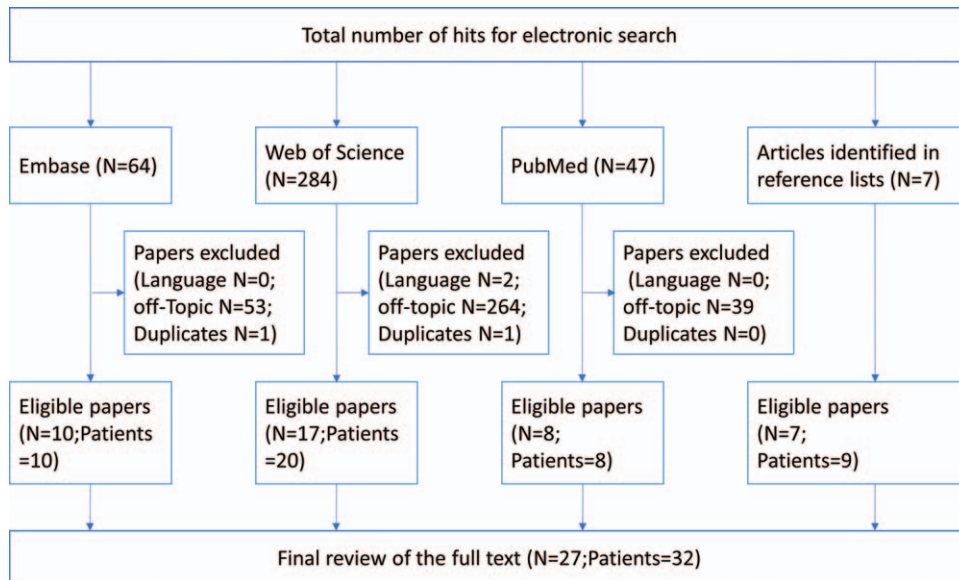 Total number of hits for electronic search
Embase (N=64)
Web of Science
(N=284)
PubMed (N=47)
Articles identified in
reference lists (N=7)
Papers excluded
(Language N=0;
off-Topic N=53;
Duplicates N=1)
Papers excluded
(Language N=2;
off-topic N=264;
Duplicates N=1)
Papers excluded
(Language N=0;
off-topic N=39
Duplicates N=0)
Eligible papers
(N=10;Patients
=10)
Eligible papers
(N=17;Patients
=20)
Eligible papers
(N=8;
Patients=8)
Eligible papers
(N=7;
Patients=9)
Final review of the full text (N=27;Patients=32)